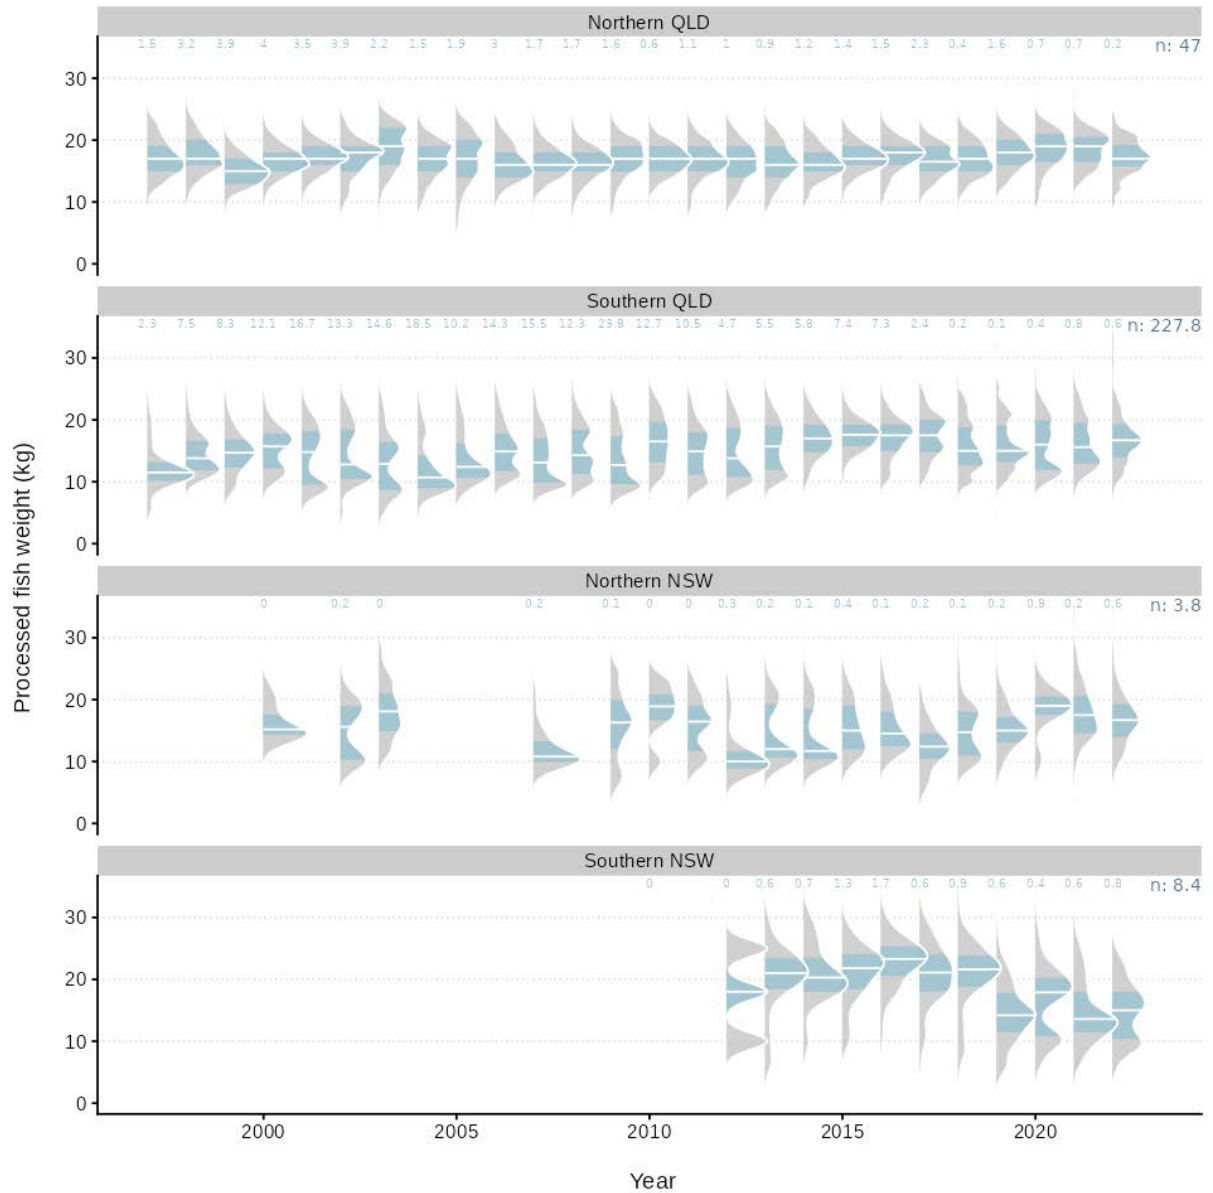 Northern QLD
1.5 3.2 3.9 4 3.5 3.9 2.2 1.5 1.9 3 1.7 1.7 1.6 0.6 1.1 1 0.9 1.2 1.4 1.5 2.3 0.4 1.6 0.7 0.7 0.2 n: 47
30
20
10
0
Southern QLD
2.3 7.5 8.3 12.1 16.7 13.3 14.6 18.5 10.2 14.3 15.5 12.3 23.8 12.7 10.5 4.7 5.5 5.8 7.4 7.3 2.4 0.2 0.1 0.4 0.8 0.6 n: 227.8
30
20
10
0
Processed fish weight (kg)
Northern NSW
0 0.2 0 0.2 0.1 0 0 0.3 0.2 0.1 0.4 0.1 0.2 0.1 0.2 0.8 0.2 0.6 n: 3.8
30
20
10
0
Southern NSW
0 0 0.6 0.7 1.3 1.7 0.6 0.9 0.6 0.4 0.6 0.8 n: 8.4
30
20
10
0
2000 2005 2010 2015 2020
Year